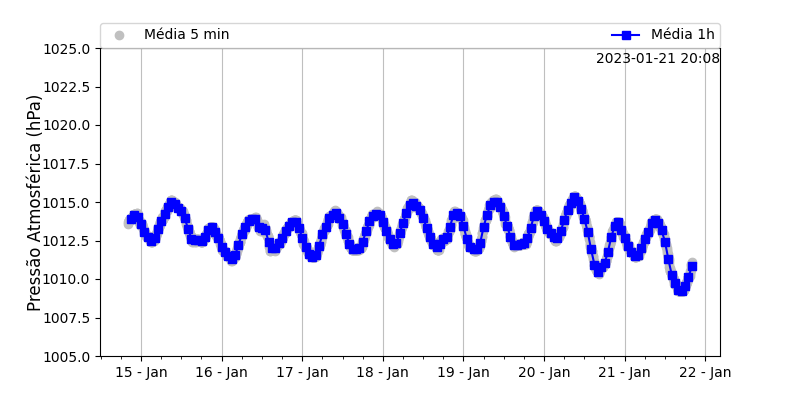 Média 5 min
Média 1h
2023-01-21 20:08
Pressão Atmosférica (hPa)
1025.0
1022.5
1020.0
1017.5
1015.0
1012.5
1010.0
1007.5
1005.0
15 - Jan
16 - Jan
17 - Jan
18 - Jan
19 - Jan
20 - Jan
21 - Jan
22 - Jan